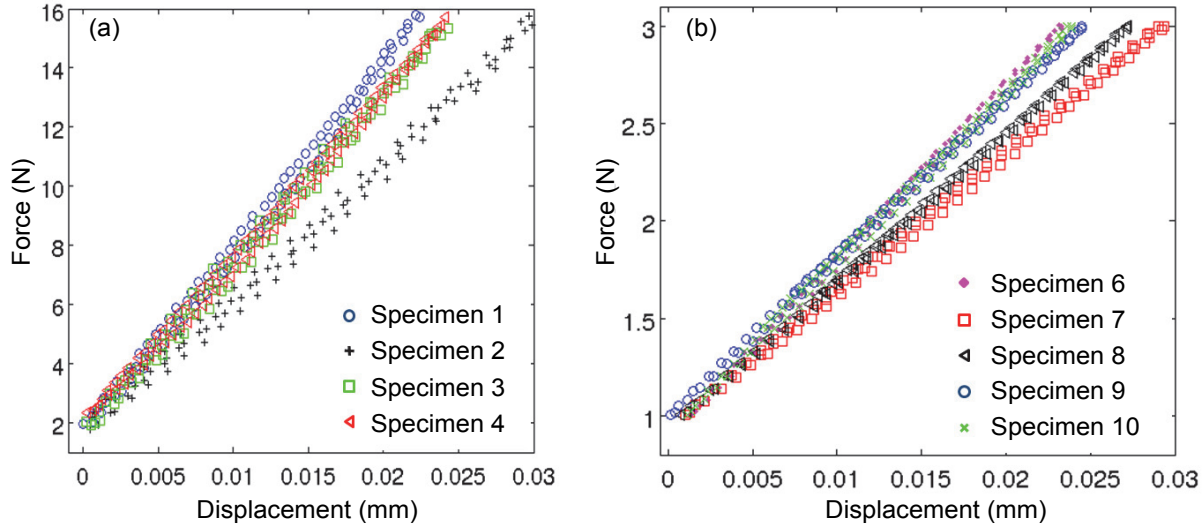 (a)
16
14
12
10
8
6
4
2
Force (N)
0
0.005
0.01
0.015
0.02
0.025
0.03
Displacement (mm)
Specimen 1
Specimen 2
Specimen 3
Specimen 4
(b)
3
2.5
2
1.5
1
Force (N)
0
0.005
0.01
0.015
0.02
0.025
0.03
Displacement (mm)
Specimen 6
Specimen 7
Specimen 8
Specimen 9
Specimen 10